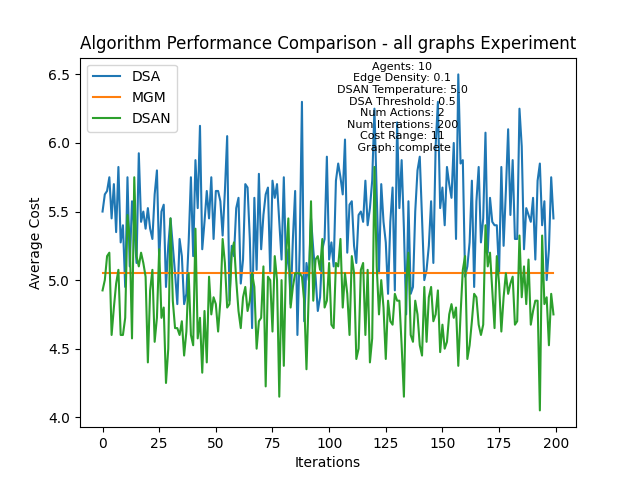 Algorithm Performance Comparison - all graphs Experiment
DSA
MGM
DSAN
Agents: 10
Edge Density: 0.1
DSAN Temperature: 5.0
DSA Threshold: 0.5
Num Actions: 2
Num Iterations: 200
Cost Range: 11
Graph: complete
Average Cost
6.5
6.0
5.5
5.0
4.5
4.0
0 25 50 75 100 125 150 175 200
Iterations